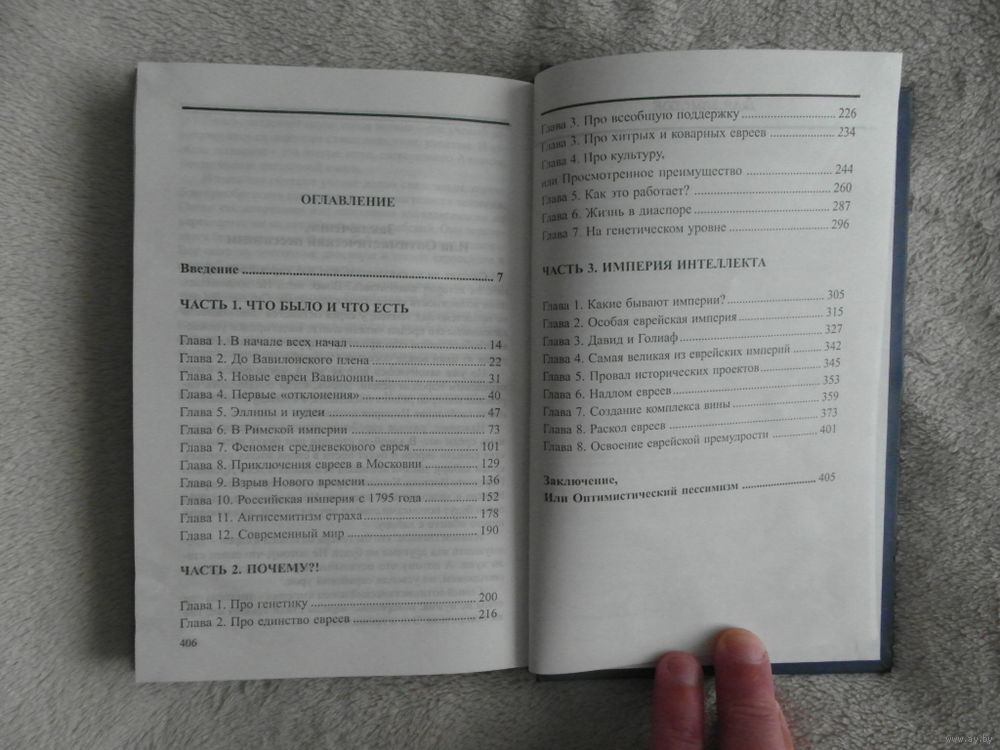 ОГЛАВЛЕНИЕ
Введение ........ 7
ЧАСТЬ 1. ЧТО БЫЛО И ЧТО ЕСТЬ
Глава 1. В начале всех начал ........ 14
Глава 2. До Вавилонского плена ........ 22
Глава 3. Новые евреи Вавилонии ........ 31
Глава 4. Первые «отклонения» ........ 40
Глава 5. Эллины и иудеи ........ 47
Глава 6. В Римской империи ........ 73
Глава 7. Феномен средневекового еврея ........ 101
Глава 8. Приключения евреев в Московии ........ 129
Глава 9. Взрыв Нового времени ........ 136
Глава 10. Российская империя с 1795 года ........ 152
Глава 11. Антисемитизм страха ........ 178
Глава 12. Современный мир ........ 190
ЧАСТЬ 2. ПОЧЕМУ?!
Глава 1. Про генетику ........ 200
Глава 2. Про единство евреев ........ 216
406
Глава 3. Про всеобщую поддержку ........ 226
Глава 3. Про хитрых и коварных евреев ........ 234
Глава 4. Про культуру,
или Просмотренное преимущество ........ 244
Глава 5. Как это работает? ........ 260
Глава 6. Жизнь в диаспоре ........ 287
Глава 7. На генетическом уровне ........ 296
ЧАСТЬ 3. ИМПЕРИЯ ИНТЕЛЛЕКТА
Глава 1. Какие бывают империи? ........ 305
Глава 2. Особая еврейская империя ........ 315
Глава 3. Давид и Голиаф ........ 327
Глава 4. Самая великая из еврейских империй ........ 342
Глава 5. Провал исторических проектов ........ 345
Глава 6. Надлом евреев ........ 353
Глава 7. Создание комплекса вины ........ 359
Глава 8. Раскол евреев ........ 373
Глава 8. Освоение еврейской премудрости ........ 401
Заключение,
Или Оптимистический пессимизм ........ 405
www.ay.by